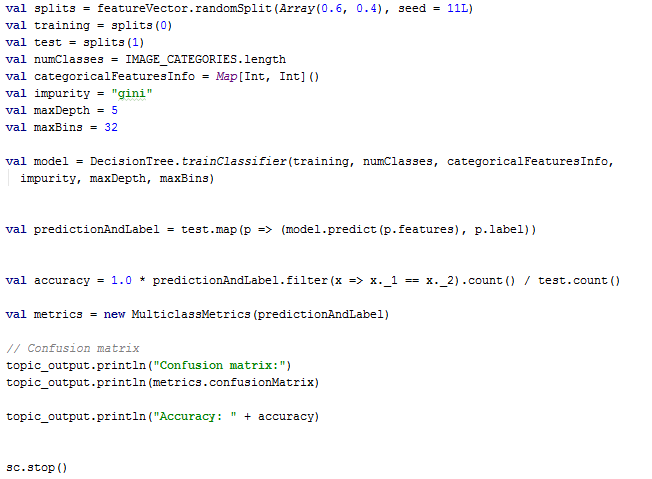 val splits = featureVector.randomSplit(Array(0.6, 0.4), seed = 11L)
val training = splits(0)
val test = splits(1)
val numClasses = IMAGE_CATEGORIES.length
val categoricalFeaturesInfo = Map[Int, Int]()
val impurity = "gini"
val maxDepth = 5
val maxBins = 32
val model = DecisionTree.trainClassifier(training, numClasses, categoricalFeaturesInfo,
  impurity, maxDepth, maxBins)
val predictionAndLabel = test.map(p => (model.predict(p.features), p.label))
val accuracy = 1.0 * predictionAndLabel.filter(x => x._1 == x._2).count() / test.count()
val metrics = new MulticlassMetrics(predictionAndLabel)
// Confusion matrix
topic_output.println("Confusion matrix:")
topic_output.println(metrics.confusionMatrix)
topic_output.println("Accuracy: " + accuracy)
sc.stop()